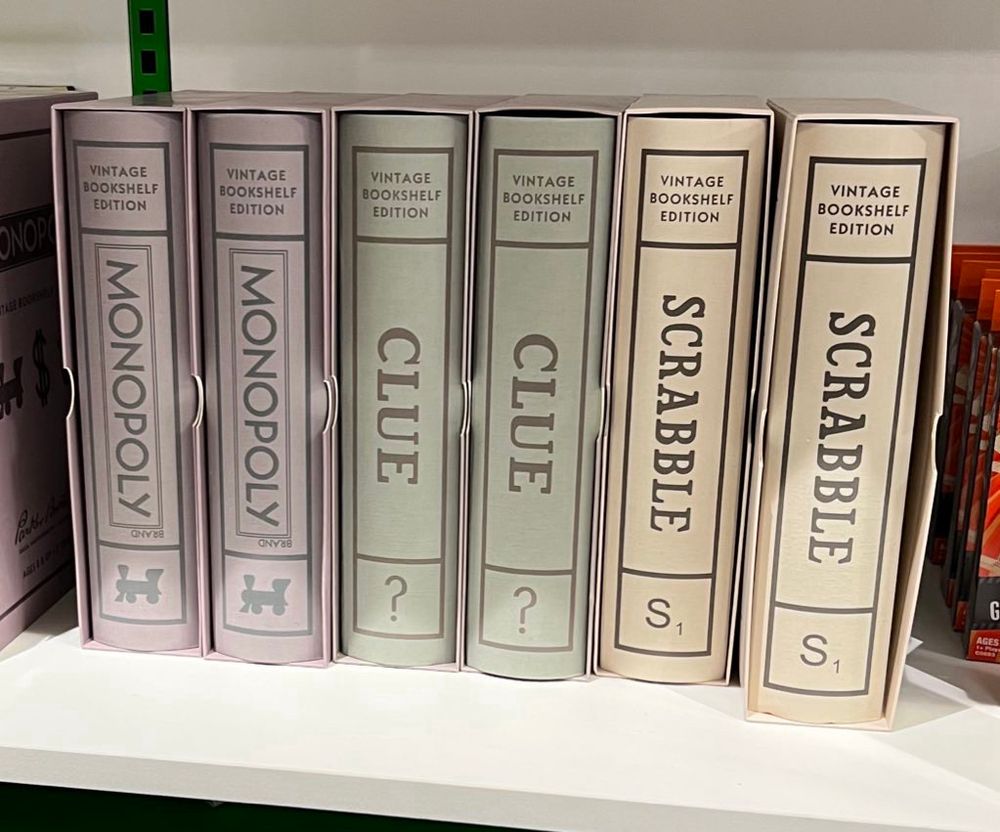 VINTAGE
BOOKSHELF
EDITION
MONOPOLY
BRAND
VINTAGE
BOOKSHELF
EDITION
MONOPOLY
BRAND
VINTAGE
BOOKSHELF
EDITION
CLUE
?
VINTAGE
BOOKSHELF
EDITION
CLUE
?
VINTAGE
BOOKSHELF
EDITION
SCRABBLE
S1
VINTAGE
BOOKSHELF
EDITION
SCRABBLE
S1
$
AGES